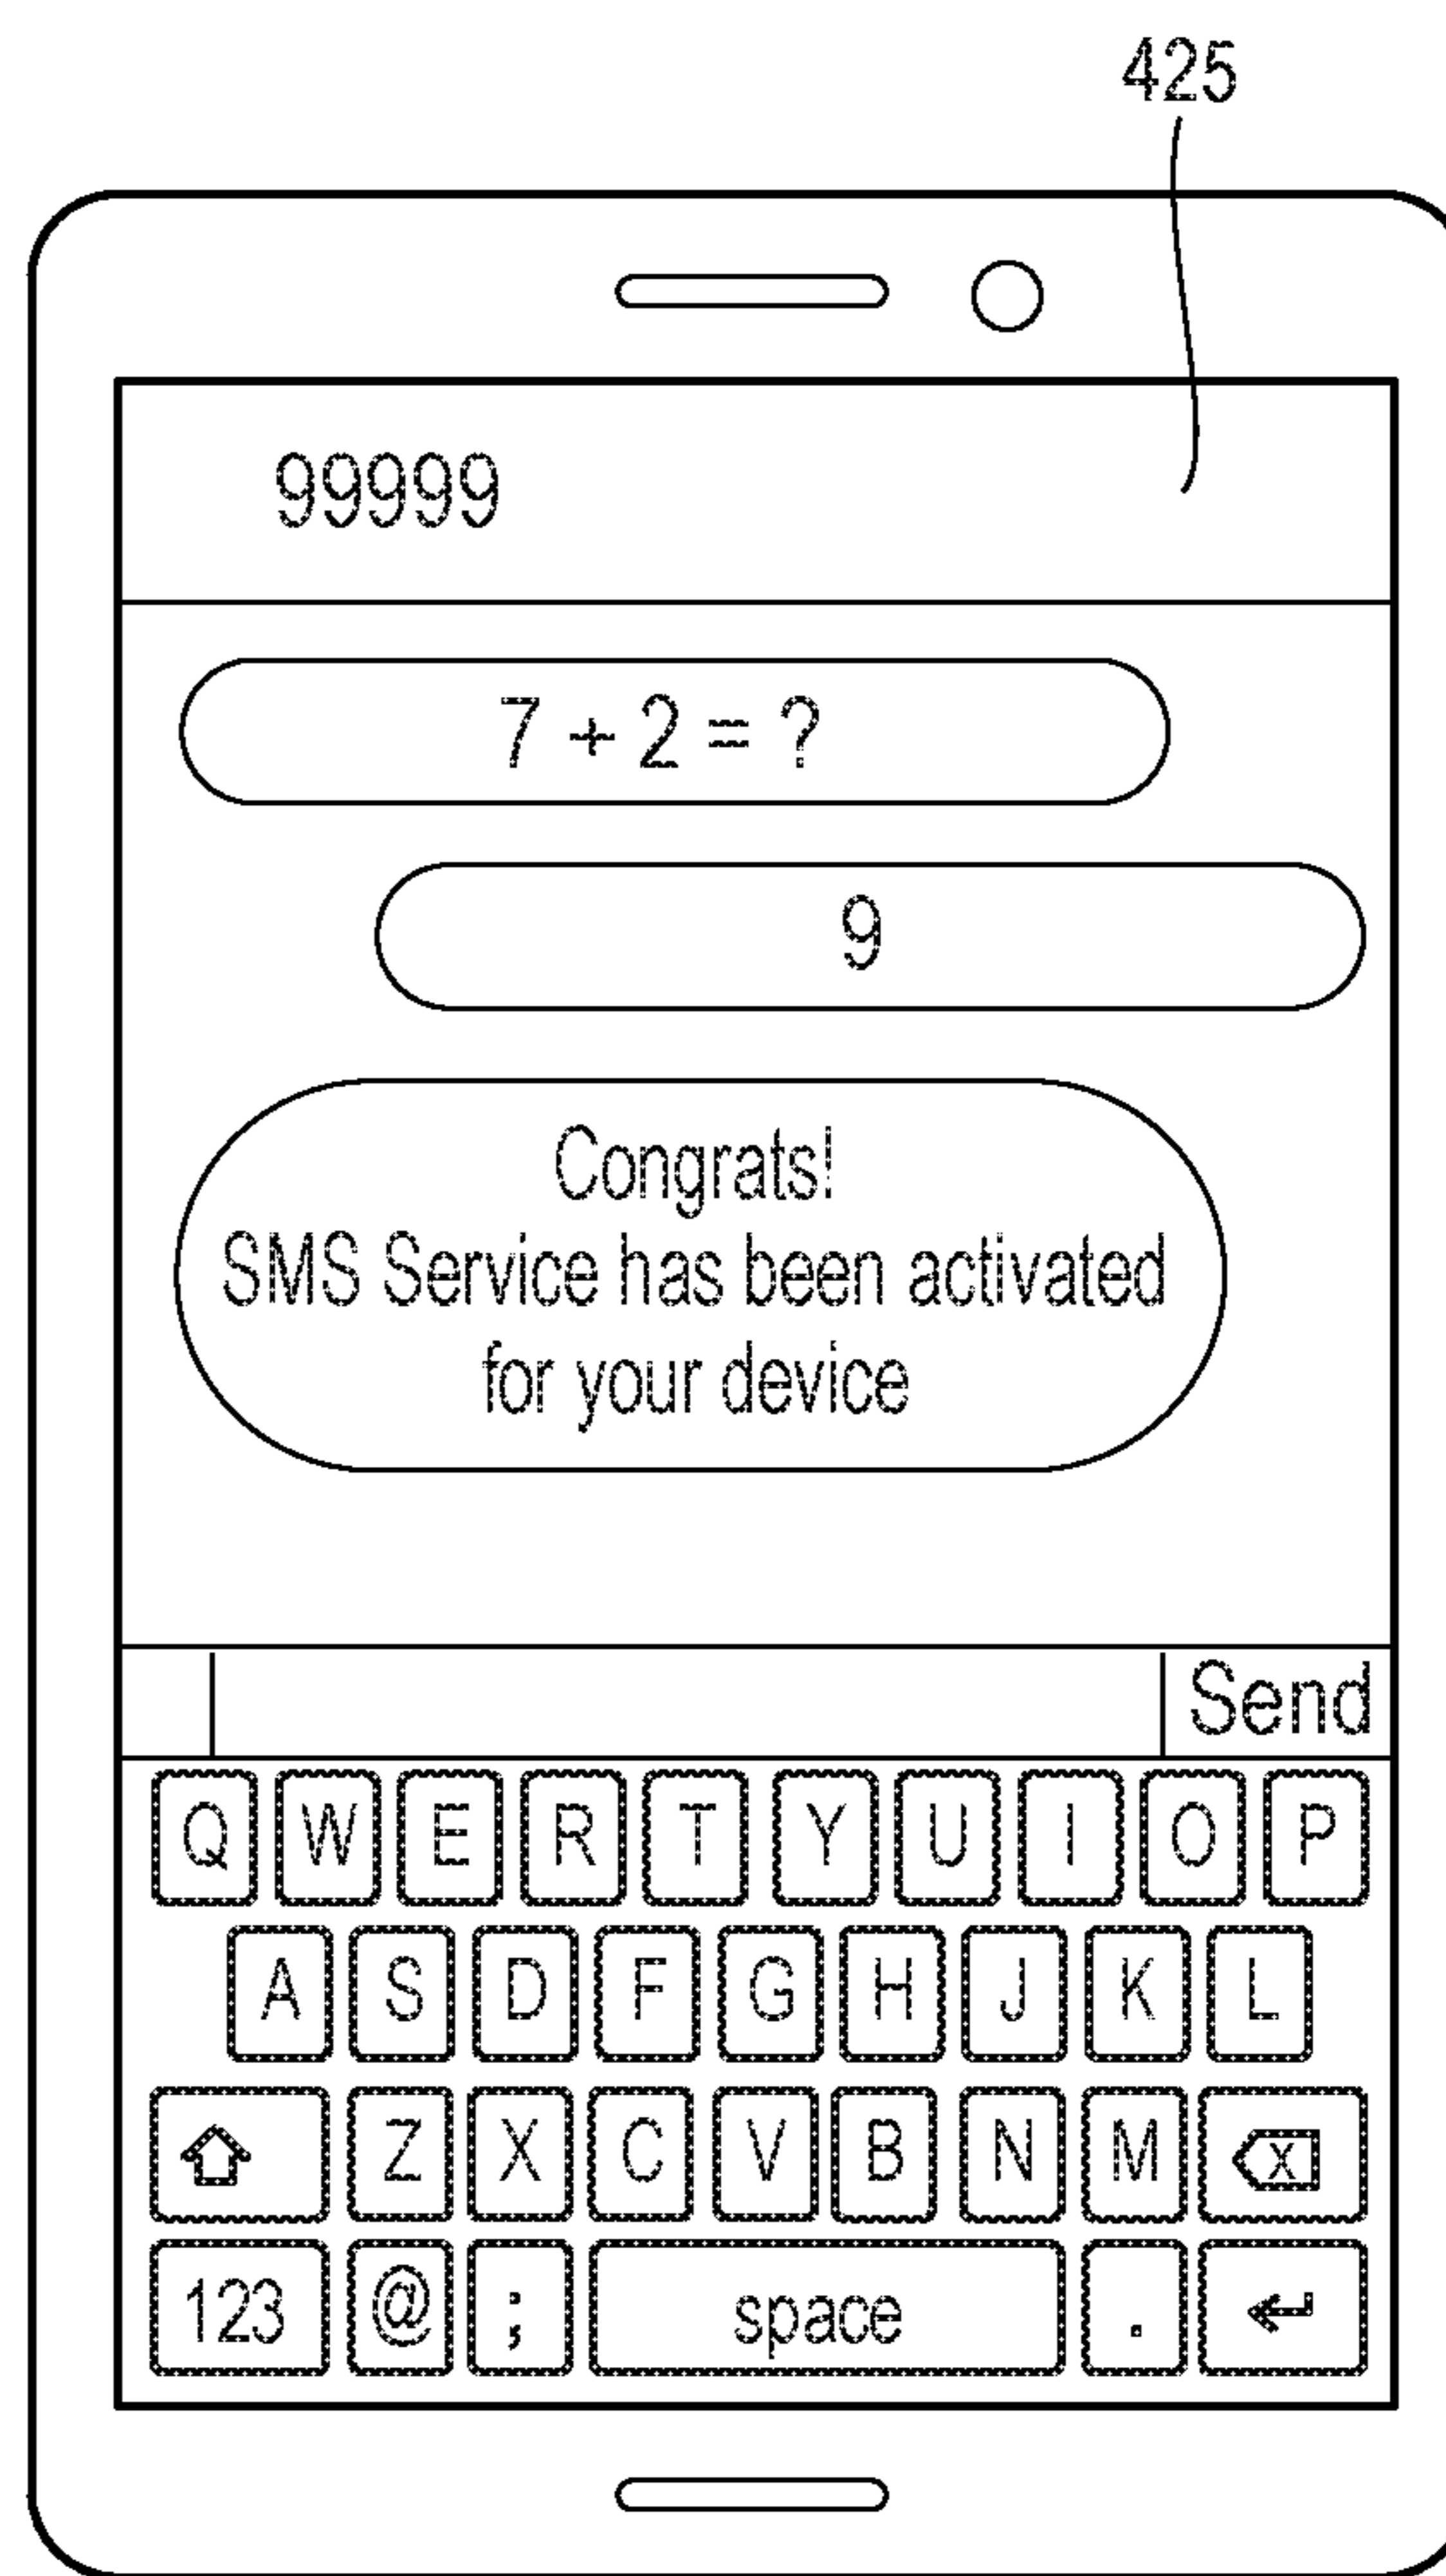 425
99999
7 + 2 = ?
9
Congrats!
SMS Service has been activated
for your device
Send
Q W E R T Y U I O P
A S D F G H J K L
Z X C V B N M X
123 @ ; space .